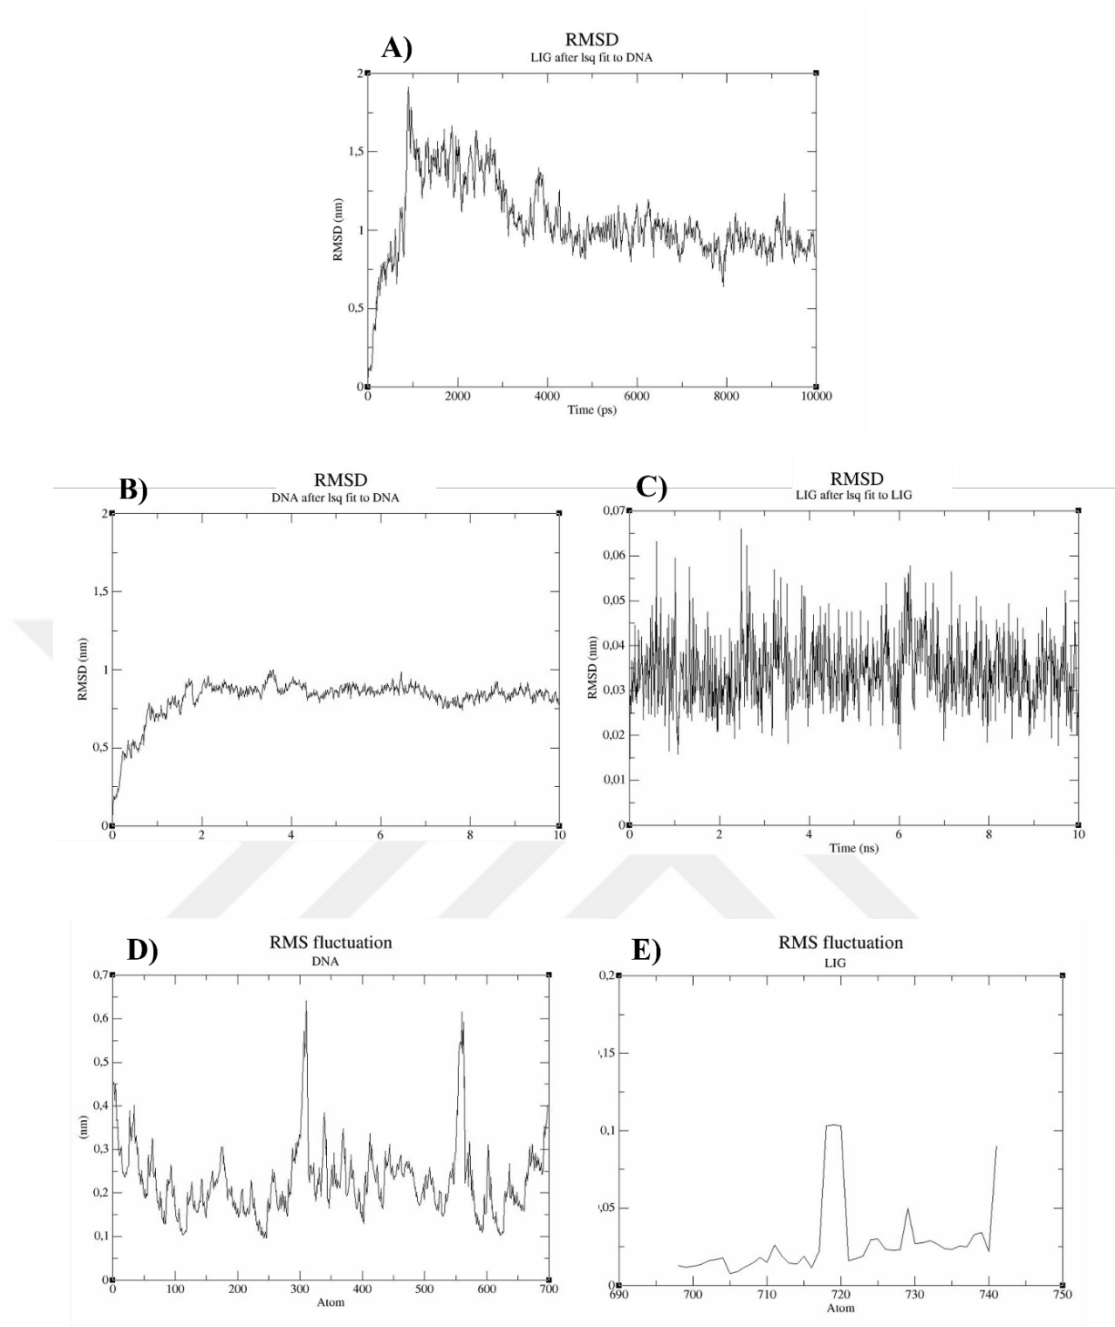 A)
RMSD
LIG after lsq fit to DNA
2
1,5
1
0,5
0
RMSD (nm)
0 2000 4000 6000 8000 10000
Time (ps)
B)
RMSD
DNA after lsq fit to DNA
2
1,5
1
0,5
0
RMSD (nm)
0 2 4 6 8 10
C)
RMSD
LIG after lsq fit to LIG
0,07
0,06
0,05
0,04
0,03
0,02
0,01
0
RMSD (nm)
0 2 4 6 8 10
Time (ns)
D)
RMS fluctuation
DNA
0,7
0,6
0,5
0,4
0,3
0,2
0,1
0
(nm)
0 100 200 300 400 500 600 700
Atom
E)
RMS fluctuation
LIG
0,2
,15
0,1
,05
0
690 700 710 720 730 740 750
Atom